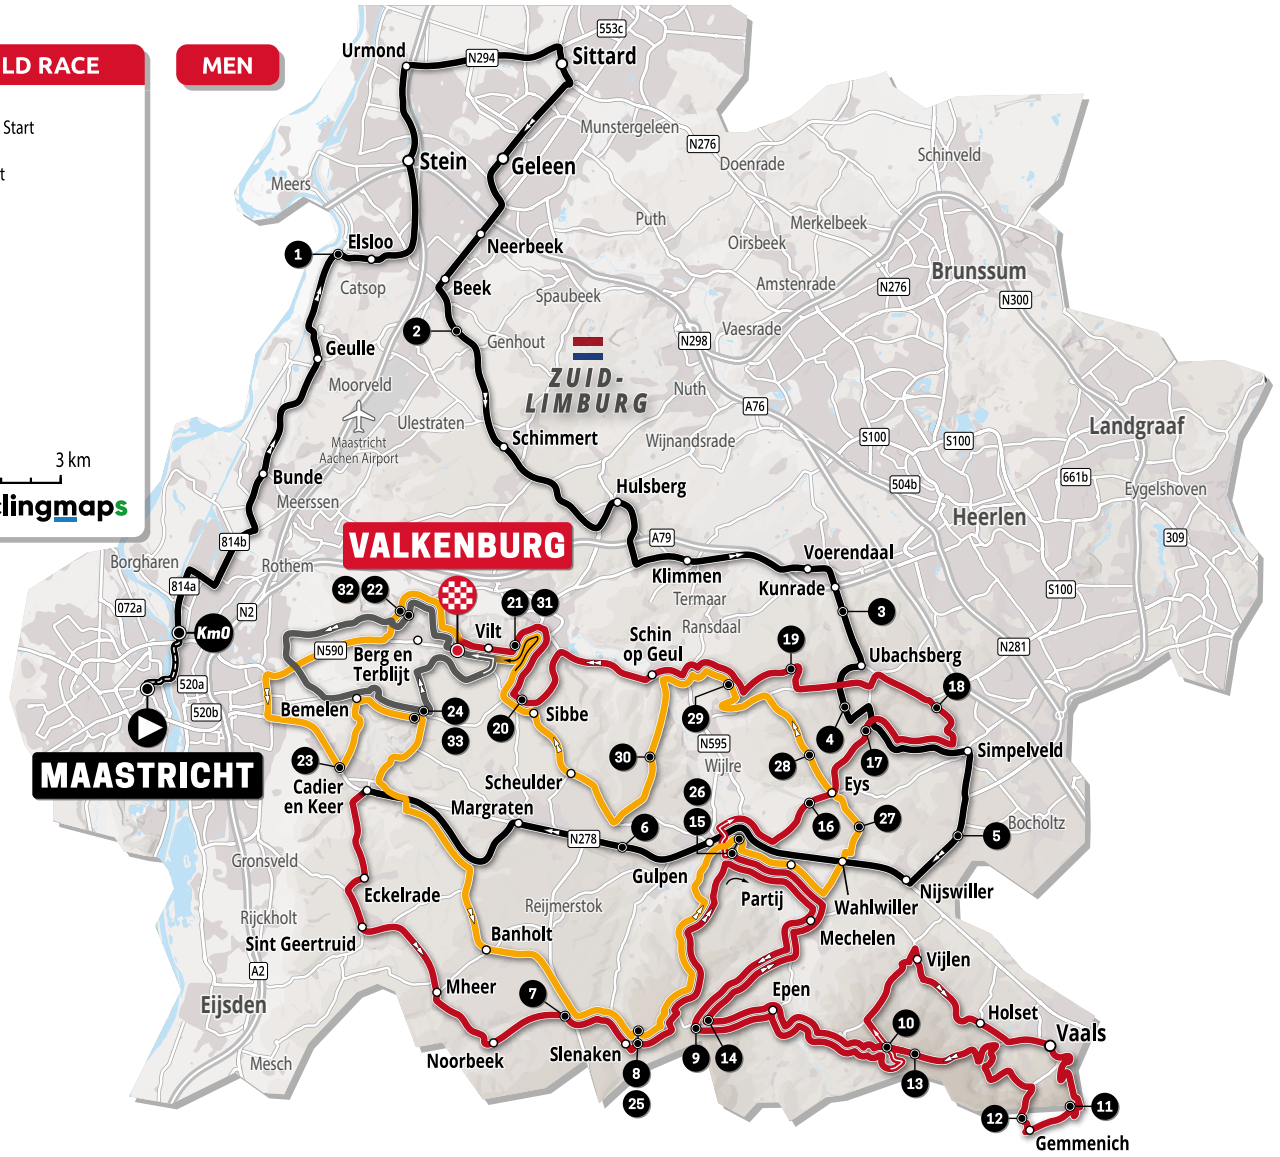 LD RACE
MEN
Start
t
3 km
clingmaps
553c
Urmond
N294
Sittard
Munstergeleen
N276
Doenrade
Schinveld
Stein
Geleen
Meers
Puth
Merkelbeek
Oirsbeek
1
Elsloo
Neerbeek
Brunssum
Catsop
Beek
Spaubeek
Amstenrade
N276
N300
2
Genhout
Vaesrade
N298
Geulle
ZUID-
LIMBURG
Moorveld
Nuth
A76
Ulestraten
Landgraaf
Maastricht
Aachen Airport
Schimmert
Wijnandsrade
S100
S100
Bunde
504b
661b
Eygelshoven
Meerssen
Hulsberg
Heerlen
814b
A79
309
VALKENBURG
Voerendaal
Borgharen
Rothem
Klimmen
Kunrade
814a
Termaar
S100
072a
N2
32
22
21
31
3
Km0
Vilt
Ransdaal
N281
N590
Berg en
Terblijt
Schin
op Geul
19
Ubachsberg
520a
18
520b
Bemelen
24
20
Sibbe
29
4
33
N595
17
Simpelveld
MAASTRICHT
23
30
Wijlre
28
Cadier
en Keer
Scheulder
Eys
Margraten
26
6
15
16
27
Bocholtz
5
N278
Gronsveld
Gulpen
Eckelrade
Partij
Nijswiller
Reijmerstok
Wahlwiller
Rijckholt
Sint Geertruid
Banholt
Mechelen
A2
Vijlen
Eijsden
Mheer
7
Epen
Holset
10
Vaals
Mesch
Noorbeek
Slenaken
9
14
8
13
25
12
11
Gemmenich